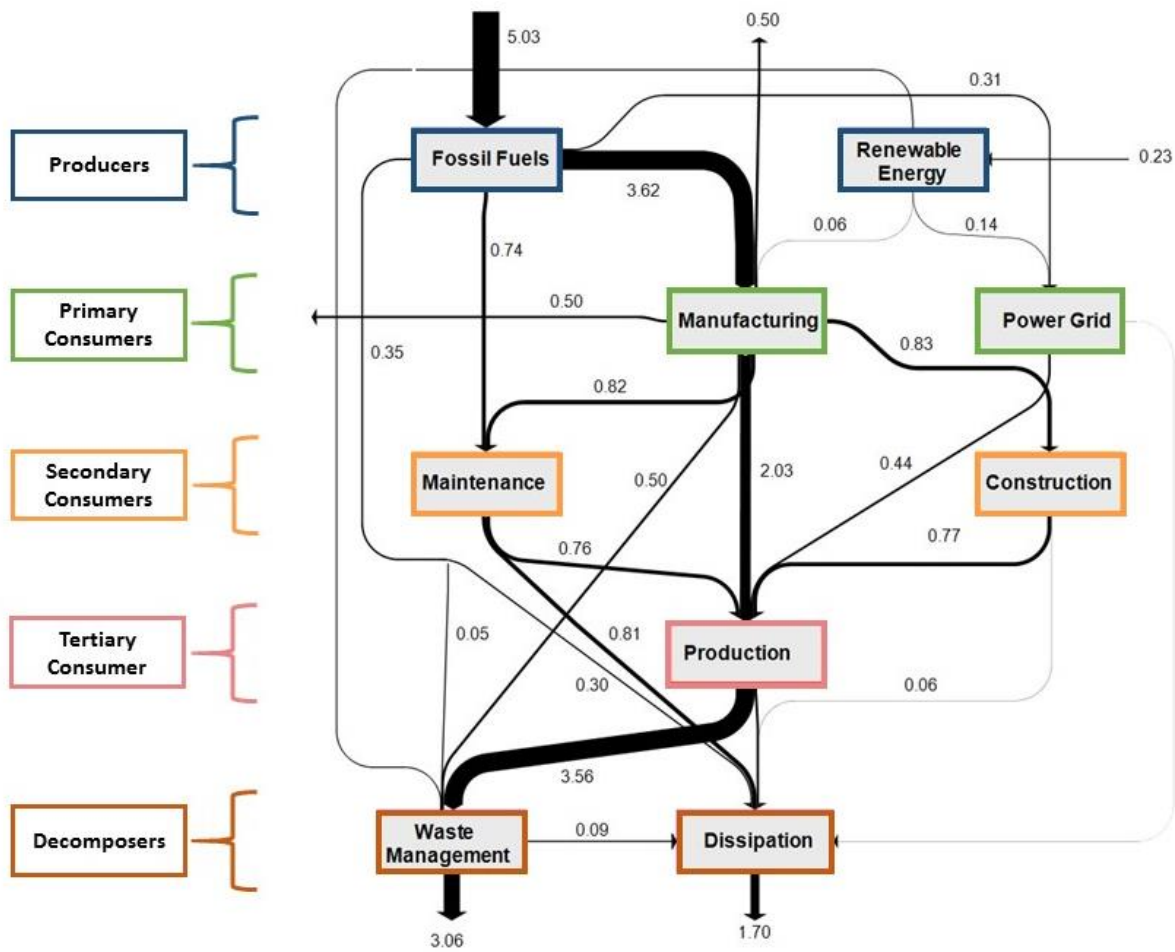 0.50
5.03
0.31
Producers
Fossil Fuels
Renewable
Energy
0.23
3.62
0.06
0.14
0.74
Primary
Consumers
0.50
Manufacturing
Power Grid
0.35
0.83
0.82
Secondary
Consumers
Maintenance
0.50
2.03
0.44
Construction
0.76
0.77
Tertiary
Consumer
0.05
0.81
Production
0.30
0.06
3.56
Decomposers
Waste
Management
0.09
Dissipation
3.06
1.70